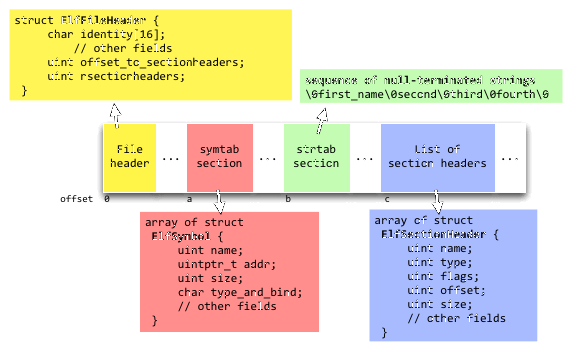 struct ElfFileHeader {
char identity[16];
// other fields
uint offset_to_sectionheaders;
uint nsectionheaders;
}
sequence of null-terminated strings
\0first_name\0second\0third\0fourth\0
File
header
...
symtab
section
...
strtab
section
...
List of
section headers
...
offset 0 a b c
array of struct
ElfSymbol {
uint name;
uintptr_t addr;
uint size;
char type_and_bind;
// other fields
}
array of struct
ElfSectionHeader {
uint name;
uint type;
uint flags;
uint offset;
uint size;
// other fields
}